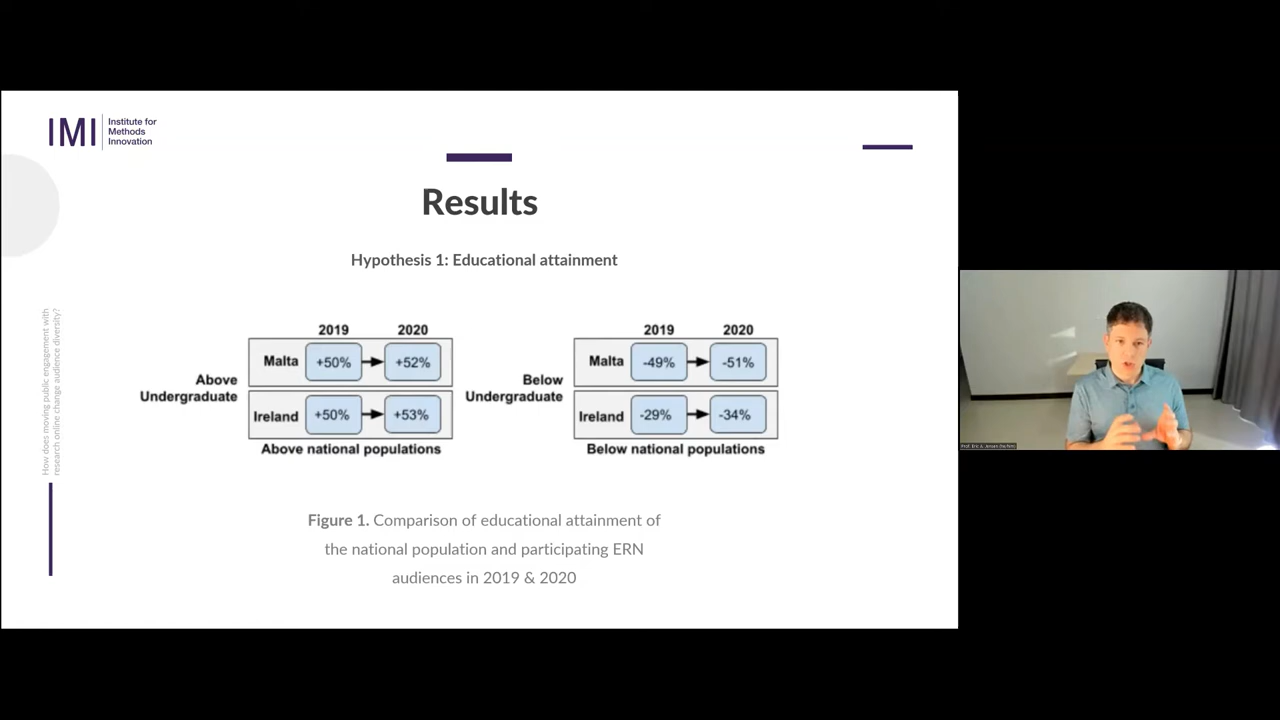 IMI
Institute for
Methods
Innovation
Results
Hypothesis 1: Educational attainment
How does moving public engagement with
research online change audience diversity?
2019 2020
Above
Undergraduate
Malta +50% +52%
Ireland +50% +53%
Above national populations
2019 2020
Below
Undergraduate
Malta -49% -51%
Ireland -29% -34%
Below national populations
Figure 1. Comparison of educational attainment of
the national population and participating ERN
audiences in 2019 & 2020
Prof. Eric A. Jensen